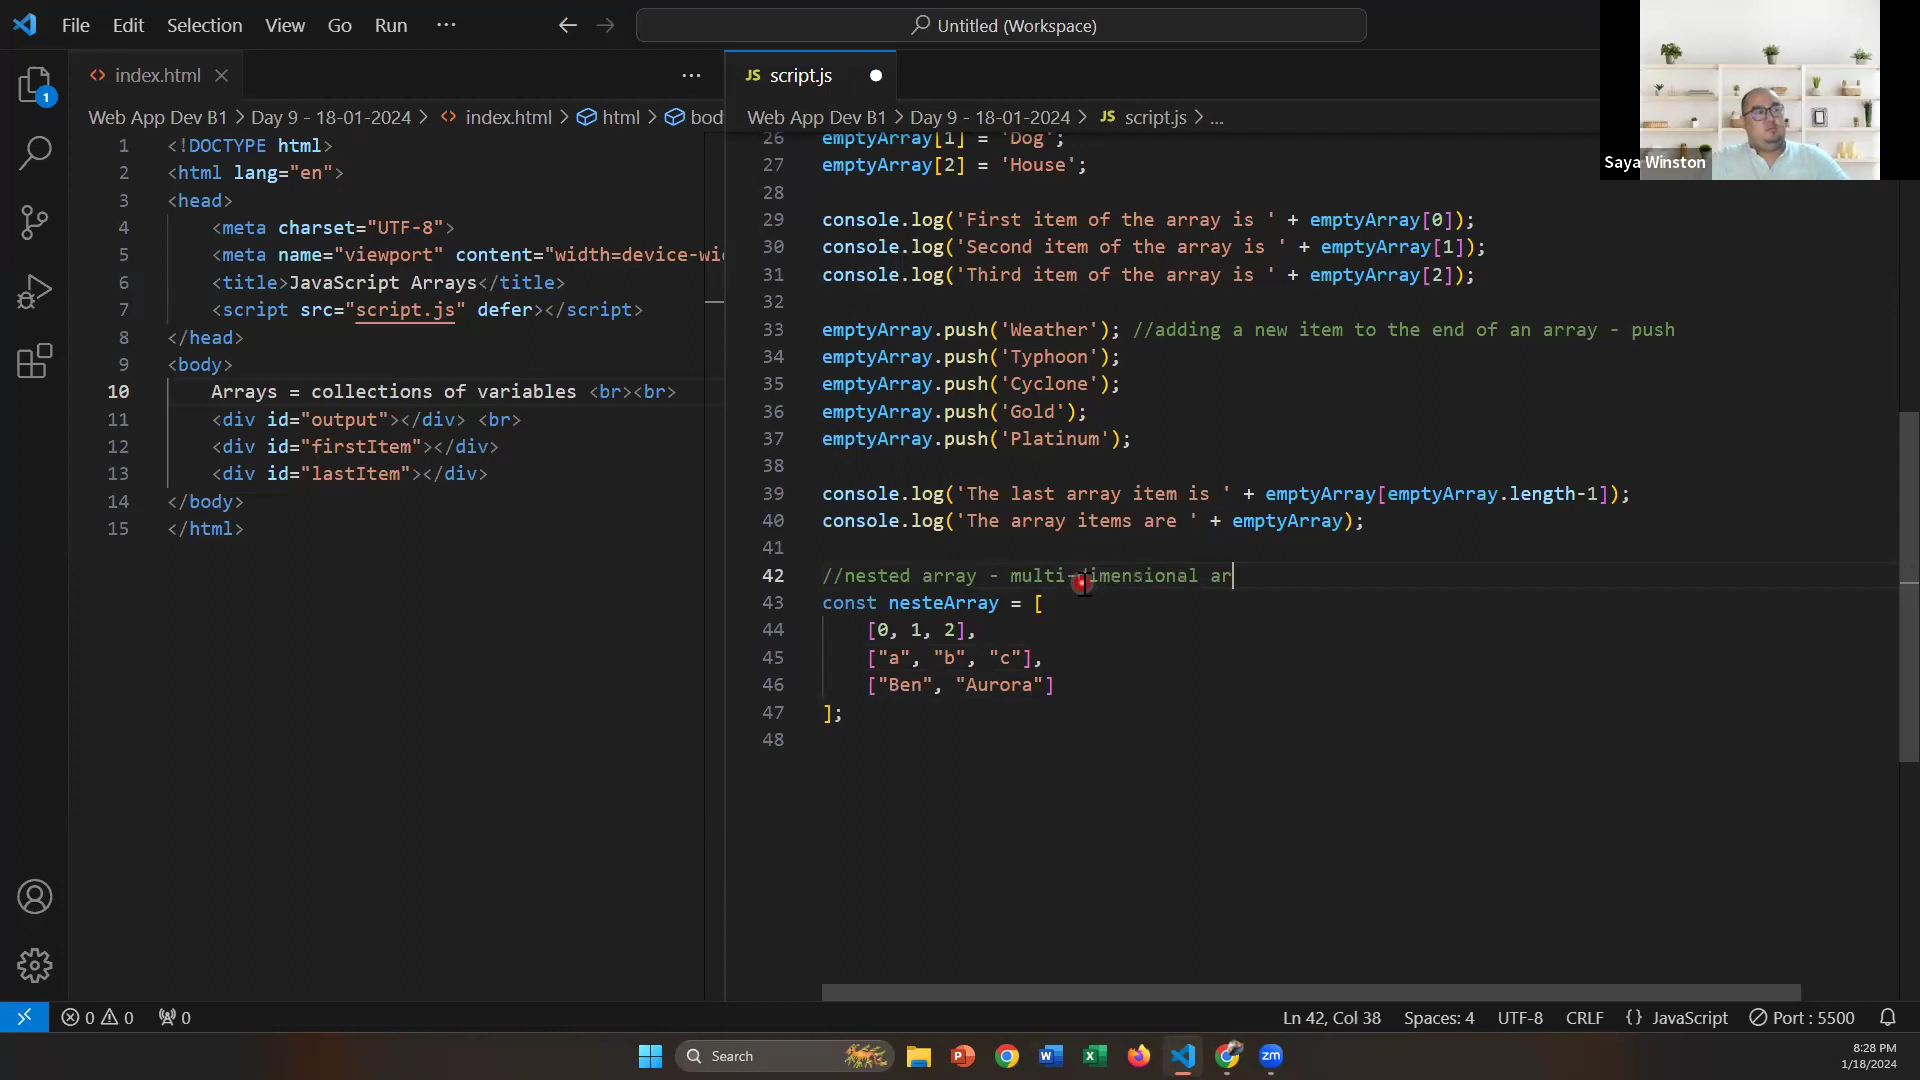 File Edit Selection View Go Run ···
Untitled (Workspace)
Saya Winston
1
index.html
Web App Dev B1 > Day 9 - 18-01-2024 > index.html > html > bod
1 <!DOCTYPE html>
2 <html lang="en">
3 <head>
4 <meta charset="UTF-8">
5 <meta name="viewport" content="width=device-wi
6 <title>JavaScript Arrays</title>
7 <script src="script.js" defer></script>
8 </head>
9 <body>
10 Arrays = collections of variables <br><br>
11 <div id="output"></div> <br>
12 <div id="firstItem"></div>
13 <div id="lastItem"></div>
14 </body>
15 </html>
JS script.js
Web App Dev B1 > Day 9 - 18-01-2024 > JS script.js > ...
26 emptyArray[1] = 'Dog';
27 emptyArray[2] = 'House';
28
29 console.log('First item of the array is ' + emptyArray[0]);
30 console.log('Second item of the array is ' + emptyArray[1]);
31 console.log('Third item of the array is ' + emptyArray[2]);
32
33 emptyArray.push('Weather'); //adding a new item to the end of an array - push
34 emptyArray.push('Typhoon');
35 emptyArray.push('Cyclone');
36 emptyArray.push('Gold');
37 emptyArray.push('Platinum');
38
39 console.log('The last array item is ' + emptyArray[emptyArray.length-1]);
40 console.log('The array items are ' + emptyArray);
41
42 //nested array - multi-dimensional ar
43 const nesteArray = [
44 [0, 1, 2],
45 ["a", "b", "c"],
46 ["Ben", "Aurora"]
47 ];
48
0 0 0
Ln 42, Col 38 Spaces: 4 UTF-8 CRLF {} JavaScript Port : 5500
Search
8:28 PM
1/18/2024